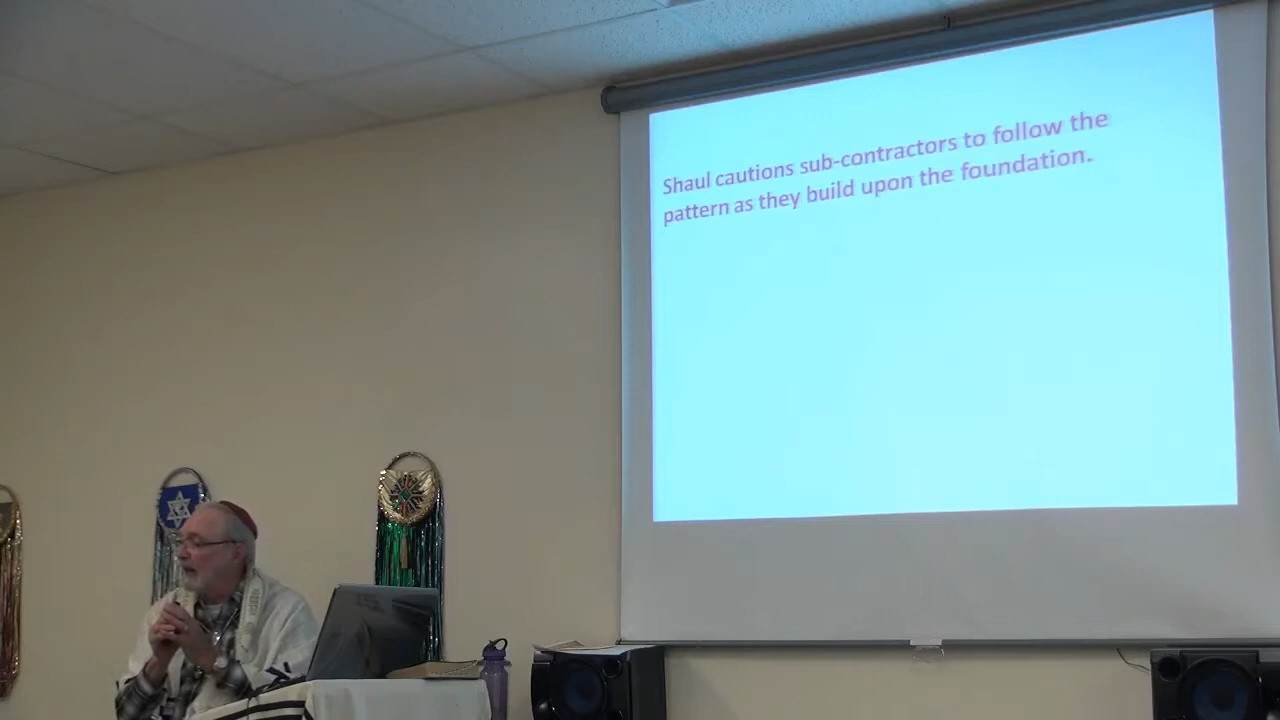 Shaul cautions sub-contractors to follow the
pattern as they build upon the foundation.